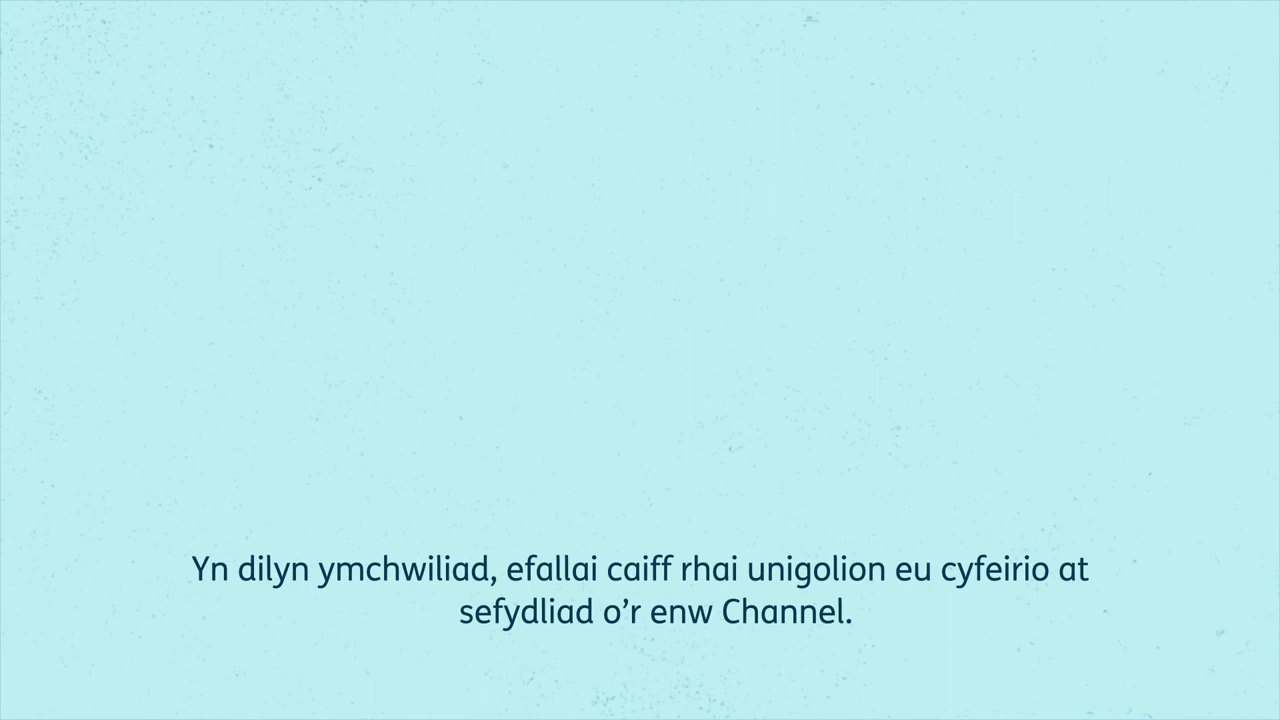 Yn dilyn ymchwiliad, efallai caiff rhai unigolion eu cyfeirio at
sefydliad o’r enw Channel.